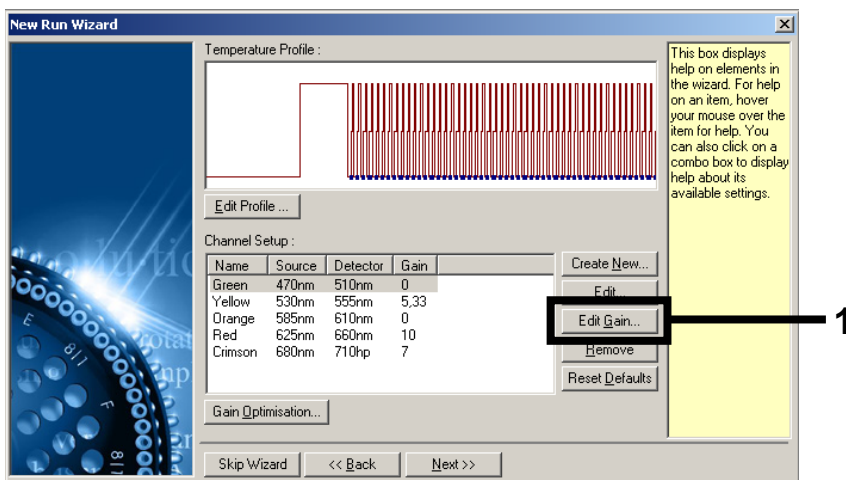 New Run Wizard
Temperature Profile :
Edit Profile ...
Channel Setup :
Name Source Detector Gain
Green 470nm 510nm 0
Yellow 530nm 555nm 5,33
Orange 585nm 610nm 0
Red 625nm 660nm 10
Crimson 680nm 710hp 7
Create New...
Edit...
Edit Gain...
Remove
Reset Defaults
Gain Optimisation...
Skip Wizard
<< Back
Next >>
This box displays
help on elements in
the wizard. For help
on an item, hover
your mouse over the
item for help. You
can also click on a
combo box to display
help about its
available settings.
1